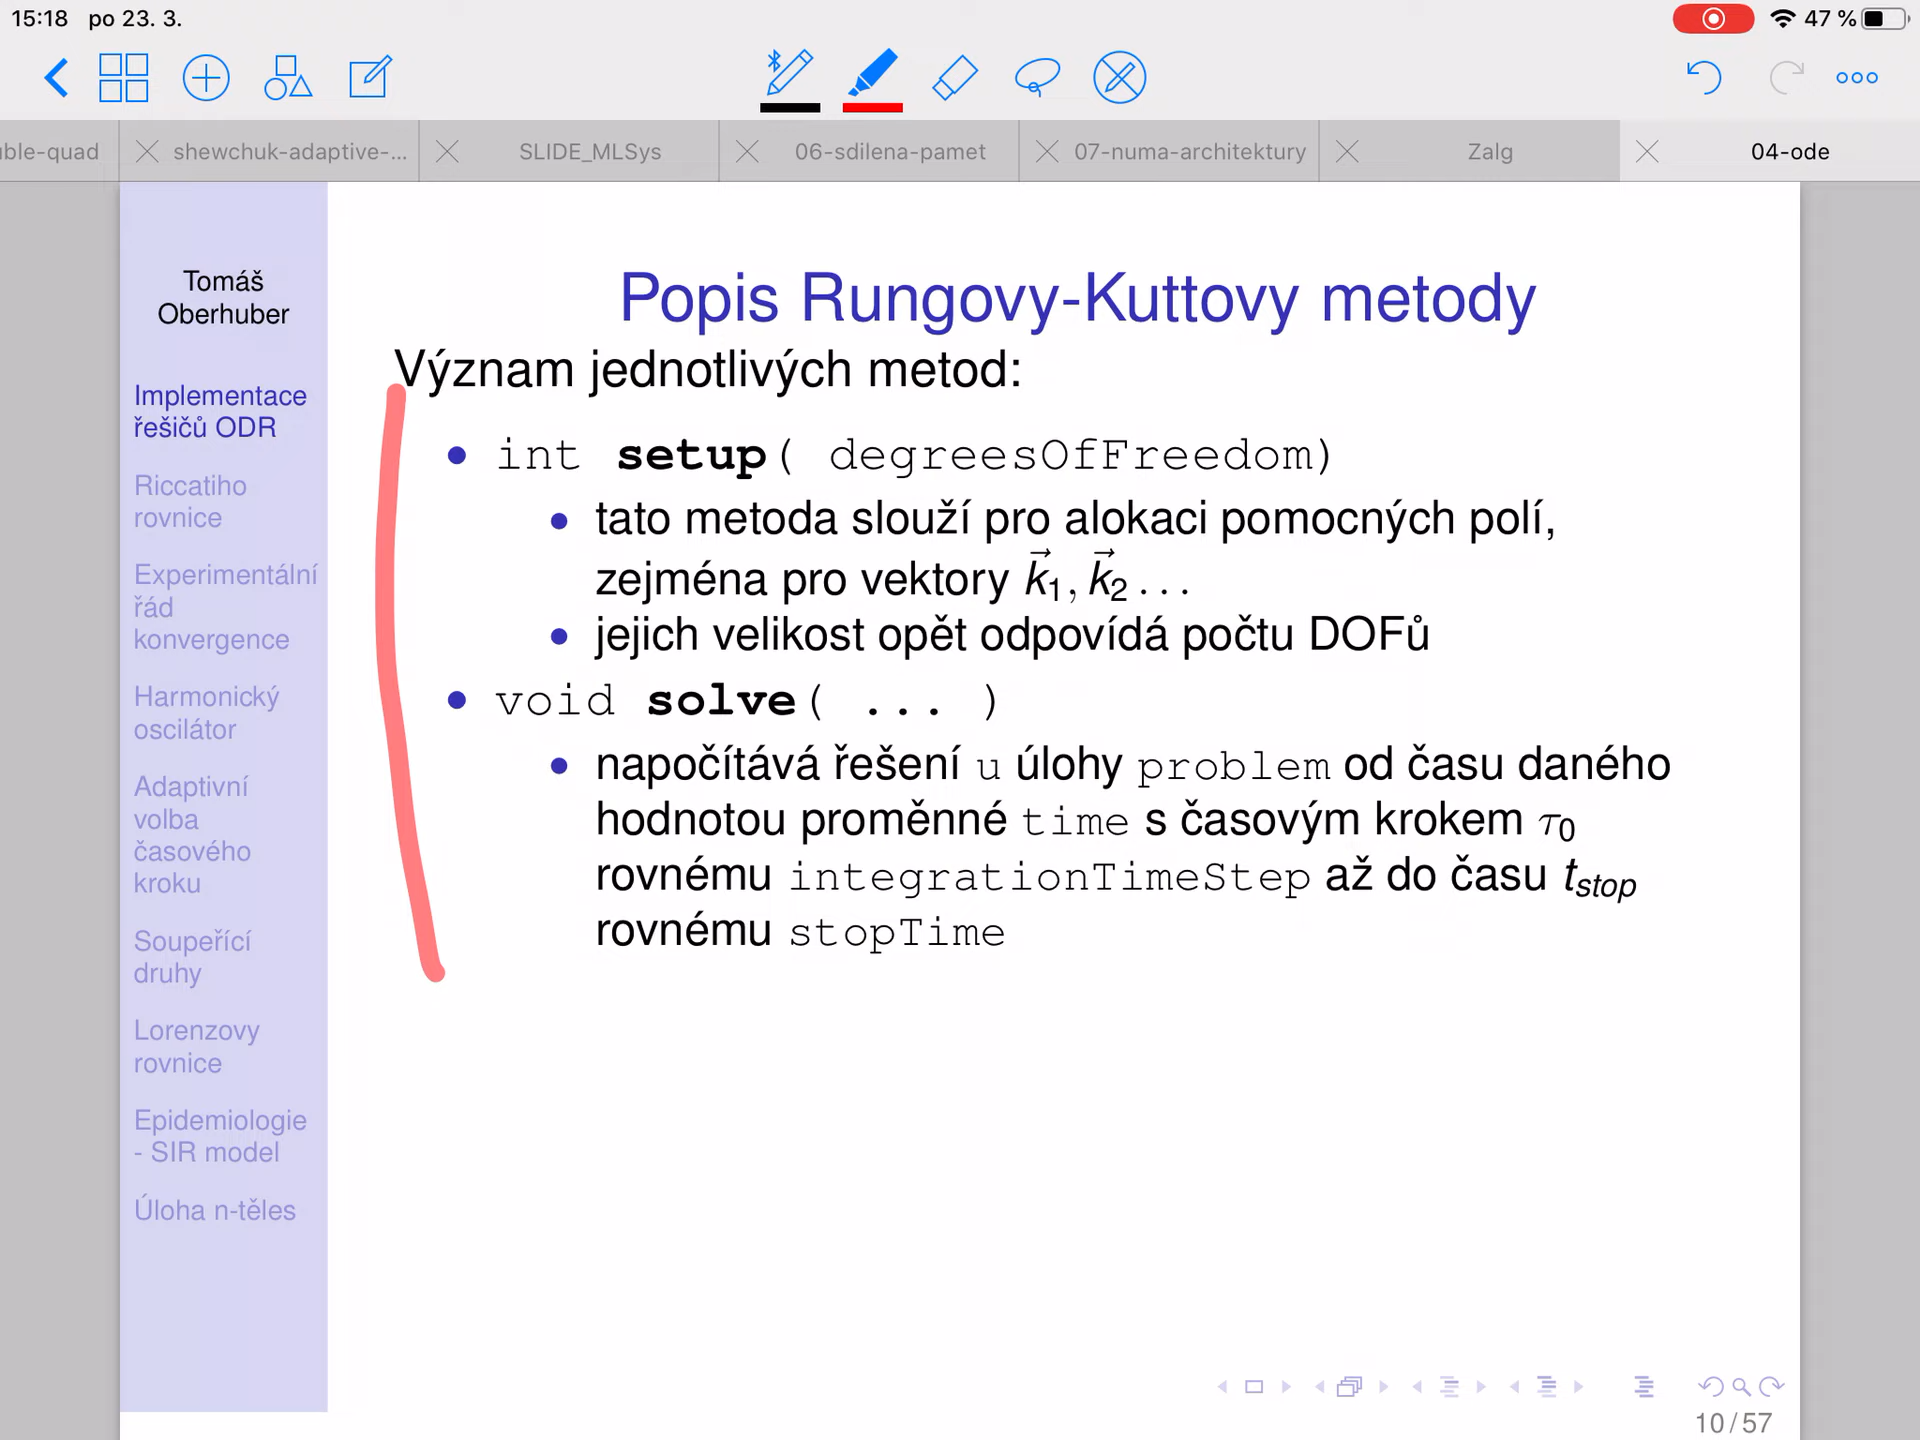 15:18 po 23. 3.
47 %
ble-quad
shewchuk-adaptive-...
SLIDE_MLSys
06-sdilena-pamet
07-numa-architektury
Zalg
04-ode
Tomáš
Oberhuber
Implementace
řešičů ODR
Riccatiho
rovnice
Experimentální
řád
konvergence
Harmonický
oscilátor
Adaptivní
volba
časového
kroku
Soupeřící
druhy
Lorenzovy
rovnice
Epidemiologie
- SIR model
Úloha n-těles
Popis Rungovy-Kuttovy metody
Význam jednotlivých metod:
• int setup( degreesOfFreedom)
• tato metoda slouží pro alokaci pomocných polí,
zejména pro vektory k⃗₁, k⃗₂ ...
• jejich velikost opět odpovídá počtu DOFů
• void solve( ... )
• napočítává řešení u úlohy problem od času daného
hodnotou proměnné time s časovým krokem τ₀
rovnému integrationTimeStep až do času t_stop
rovnému stopTime
10/57